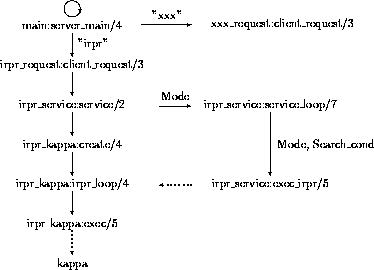 main:server_main/4
"xxx"
xxx_request:client_request/3
"irpr"
irpr_request:client_request/3
irpr_service:service/2
Mode
irpr_service:service_loop/7
irpr_kappa:create/4
Mode, Search_cond
irpr_kappa:irpr_loop/4
irpr_service:exec_irpr/5
irpr_kappa:exec/5
kappa